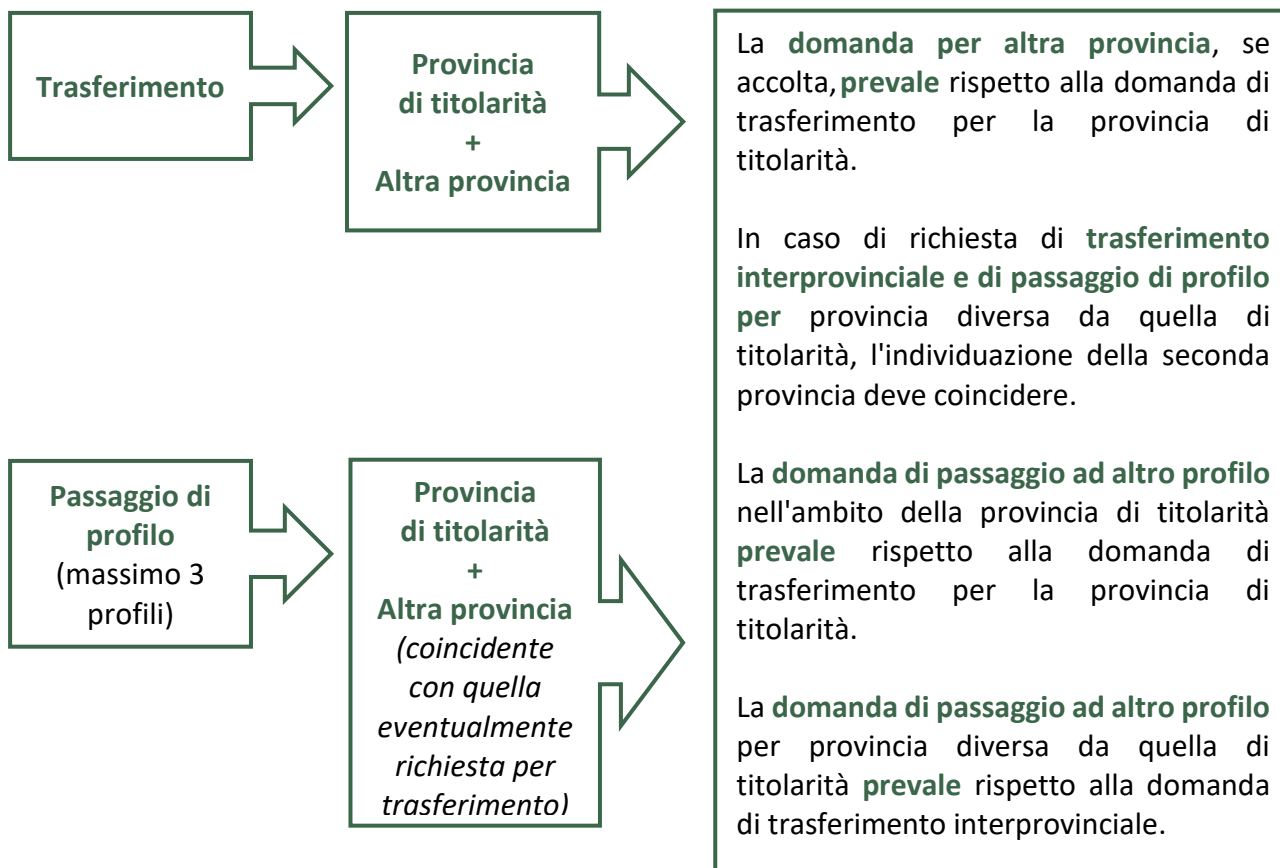 Trasferimento
Provincia
di titolarità
+
Altra provincia
La domanda per altra provincia, se
accolta, prevale rispetto alla domanda di
trasferimento per la provincia di
titolarità.
In caso di richiesta di trasferimento
interprovinciale e di passaggio di profilo
per provincia diversa da quella di
titolarità, l'individuazione della seconda
provincia deve coincidere.
Passaggio di
profilo
(massimo 3
profili)
Provincia
di titolarità
+
Altra provincia
(coincidente
con quella
eventualmente
richiesta per
trasferimento)
La domanda di passaggio ad altro profilo
nell'ambito della provincia di titolarità
prevale rispetto alla domanda di
trasferimento per la provincia di
titolarità.
La domanda di passaggio ad altro profilo
per provincia diversa da quella di
titolarità prevale rispetto alla domanda
di trasferimento interprovinciale.